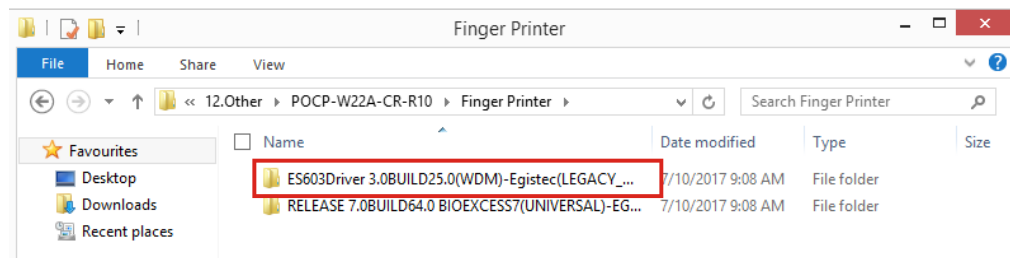 Finger Printer
File Home Share View
« 12.Other POCP-W22A-CR-R10 Finger Printer Search Finger Printer
Favourites
Desktop
Downloads
Recent places
Name Date modified Type Size
ES603Driver 3.0BUILD25.0(WDM)-Egistec(LEGACY_... 7/10/2017 9:08 AM File folder
RELEASE 7.0BUILD64.0 BIOEXCESS7(UNIVERSAL)-EG... 7/10/2017 9:08 AM File folder